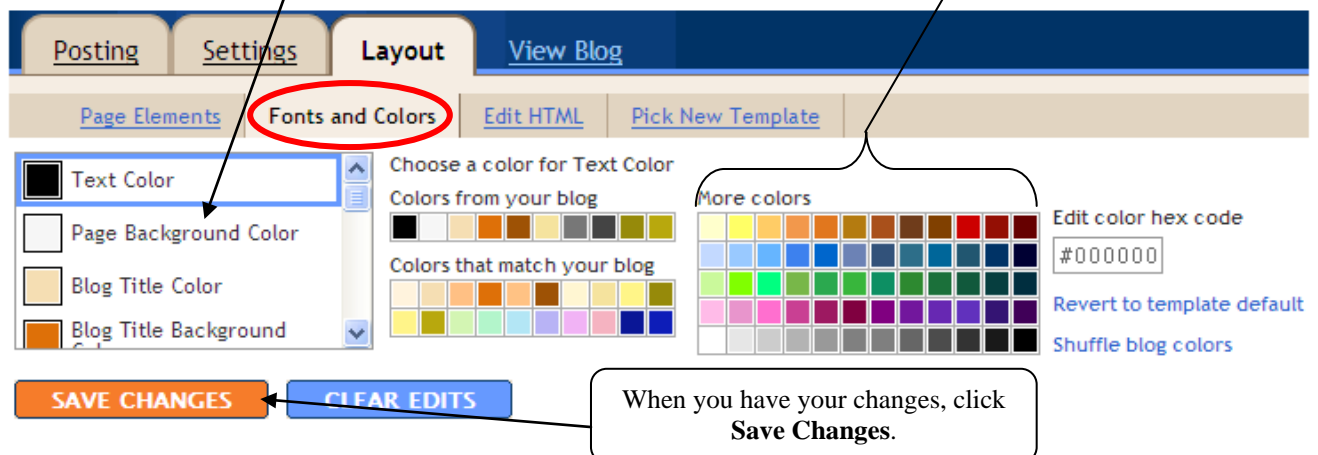 Posting Settings Layout View Blog
Page Elements Fonts and Colors Edit HTML Pick New Template
Text Color
Page Background Color
Blog Title Color
Blog Title Background
Choose a color for Text Color
Colors from your blog
Colors that match your blog
More colors
Edit color hex code
#000000
Revert to template default
Shuffle blog colors
SAVE CHANGES CLEAR EDITS
When you have your changes, click
Save Changes.